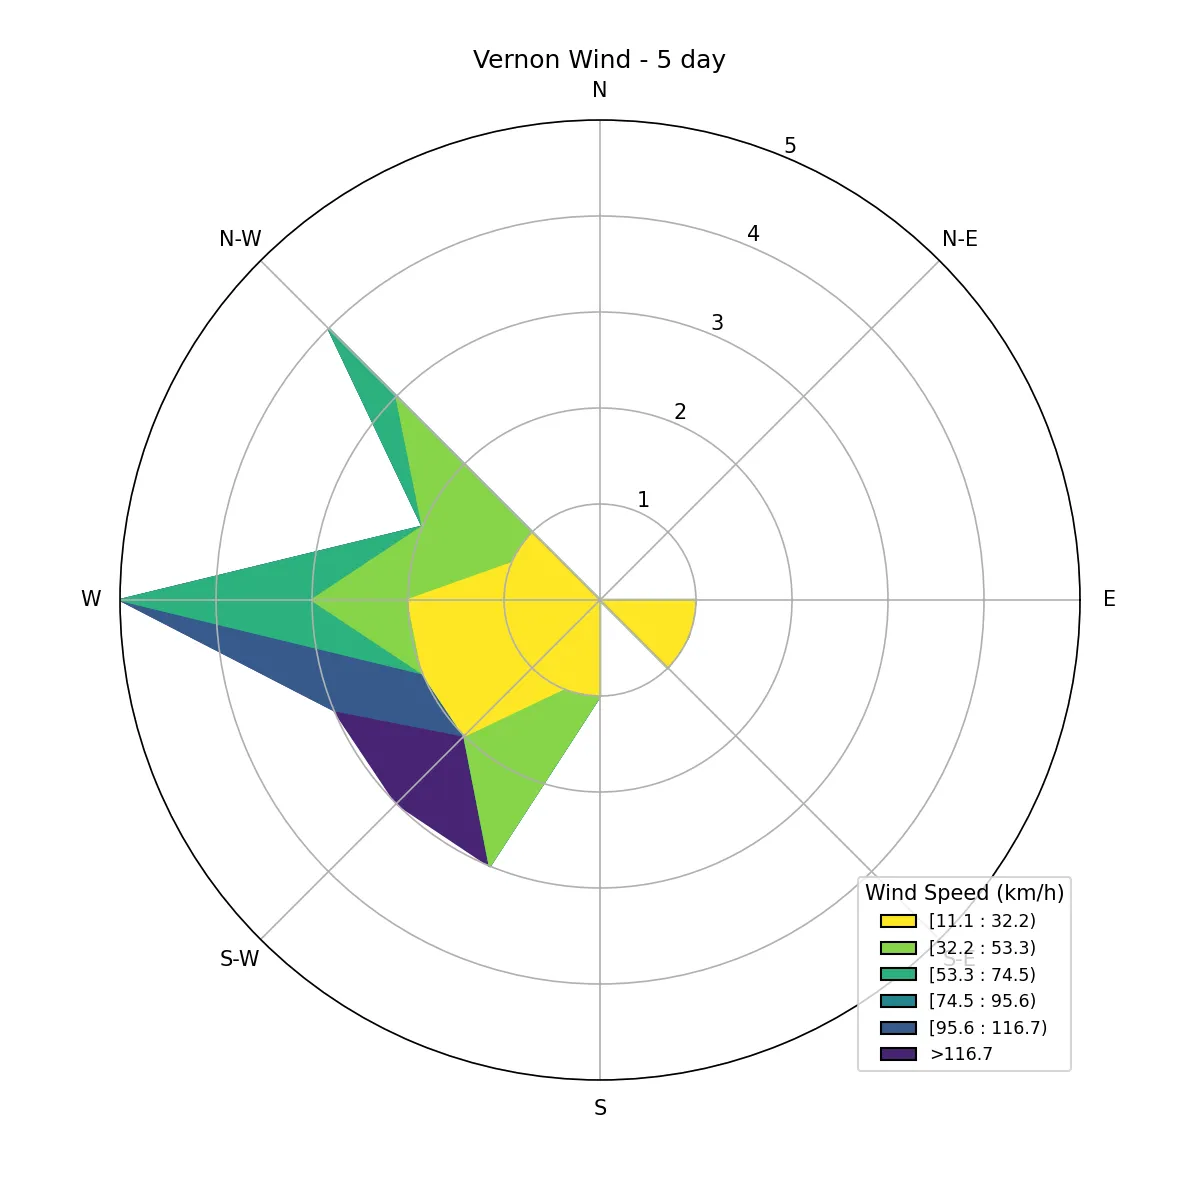 Vernon Wind - 5 day
N
5
N-W
4
N-E
3
2
1
W
E
S-W
S-E
Wind Speed (km/h)
[11.1 : 32.2)
[32.2 : 53.3)
[53.3 : 74.5)
[74.5 : 95.6)
[95.6 : 116.7)
>116.7
S